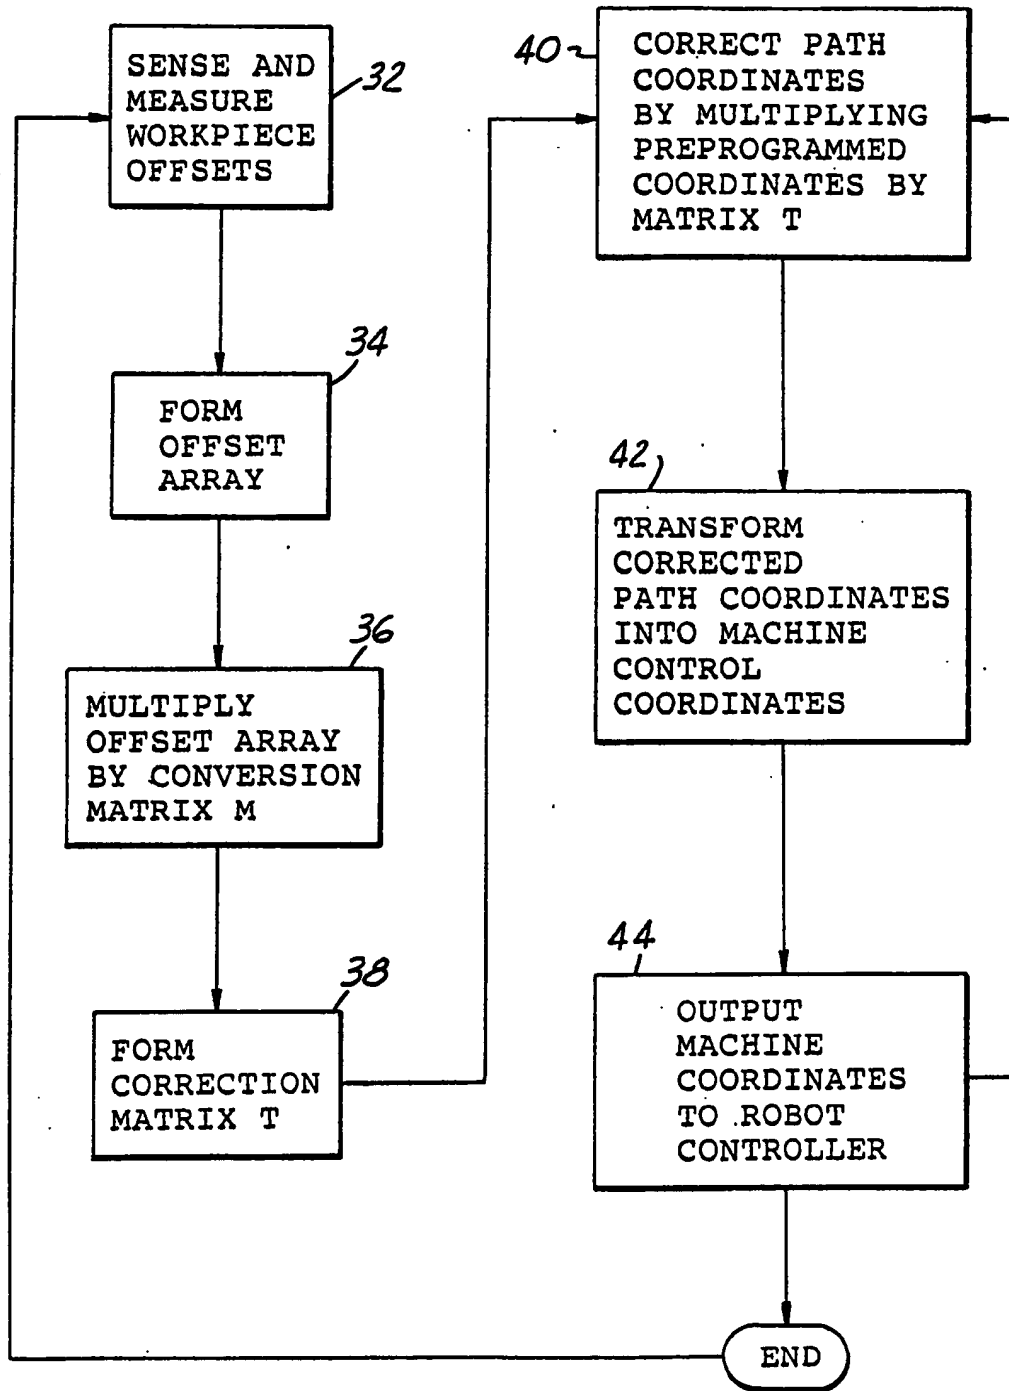 SENSE AND
MEASURE
WORKPIECE
OFFSETS
32
34
FORM
OFFSET
ARRAY
36
MULTIPLY
OFFSET ARRAY
BY CONVERSION
MATRIX M
38
FORM
CORRECTION
MATRIX T
40
CORRECT PATH
COORDINATES
BY MULTIPLYING
PREPROGRAMMED
COORDINATES BY
MATRIX T
42
TRANSFORM
CORRECTED
PATH COORDINATES
INTO MACHINE
CONTROL
COORDINATES
44
OUTPUT
MACHINE
COORDINATES
TO ROBOT
CONTROLLER
END